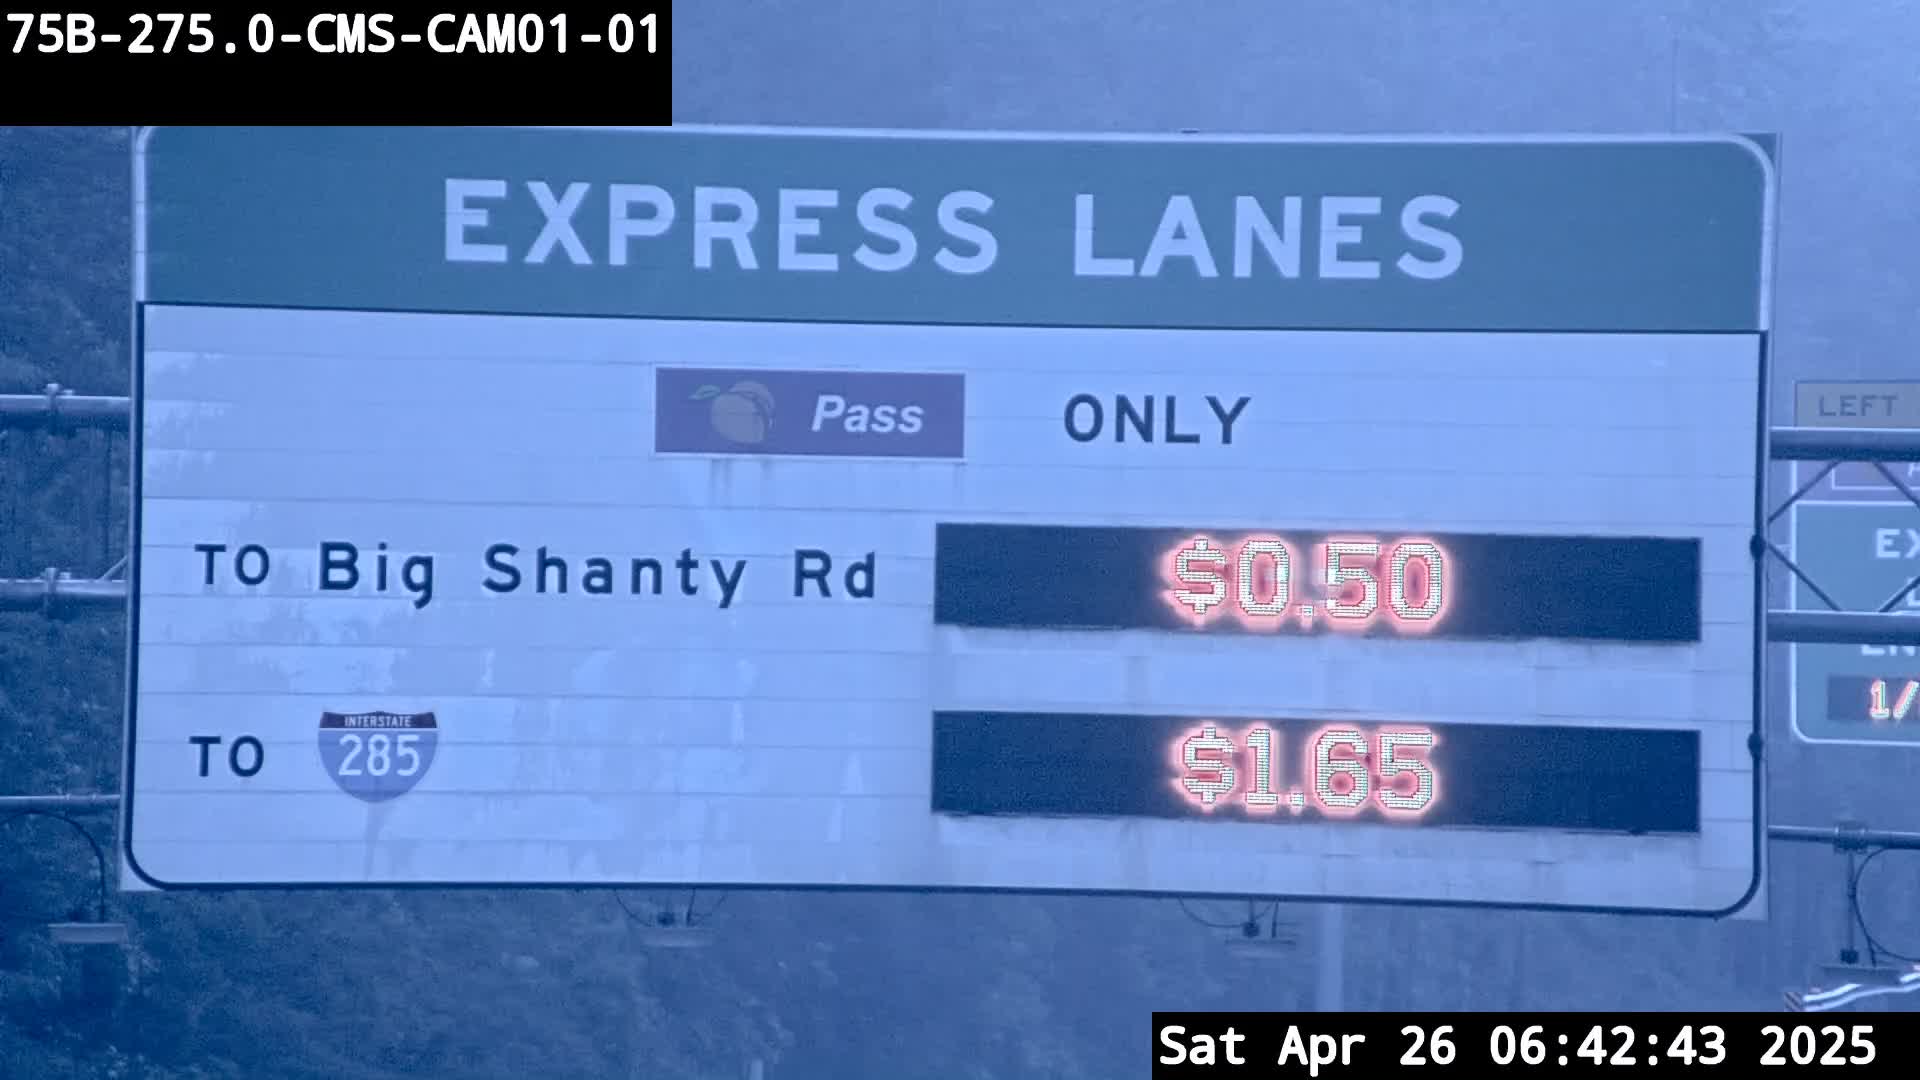 75B-275.0-CMS-CAM01-01
EXPRESS LANES
Pass ONLY
TO Big Shanty Rd $0.50
TO INTERSTATE 285 $1.65
LEFT
1/
Sat Apr 26 06:42:43 2025